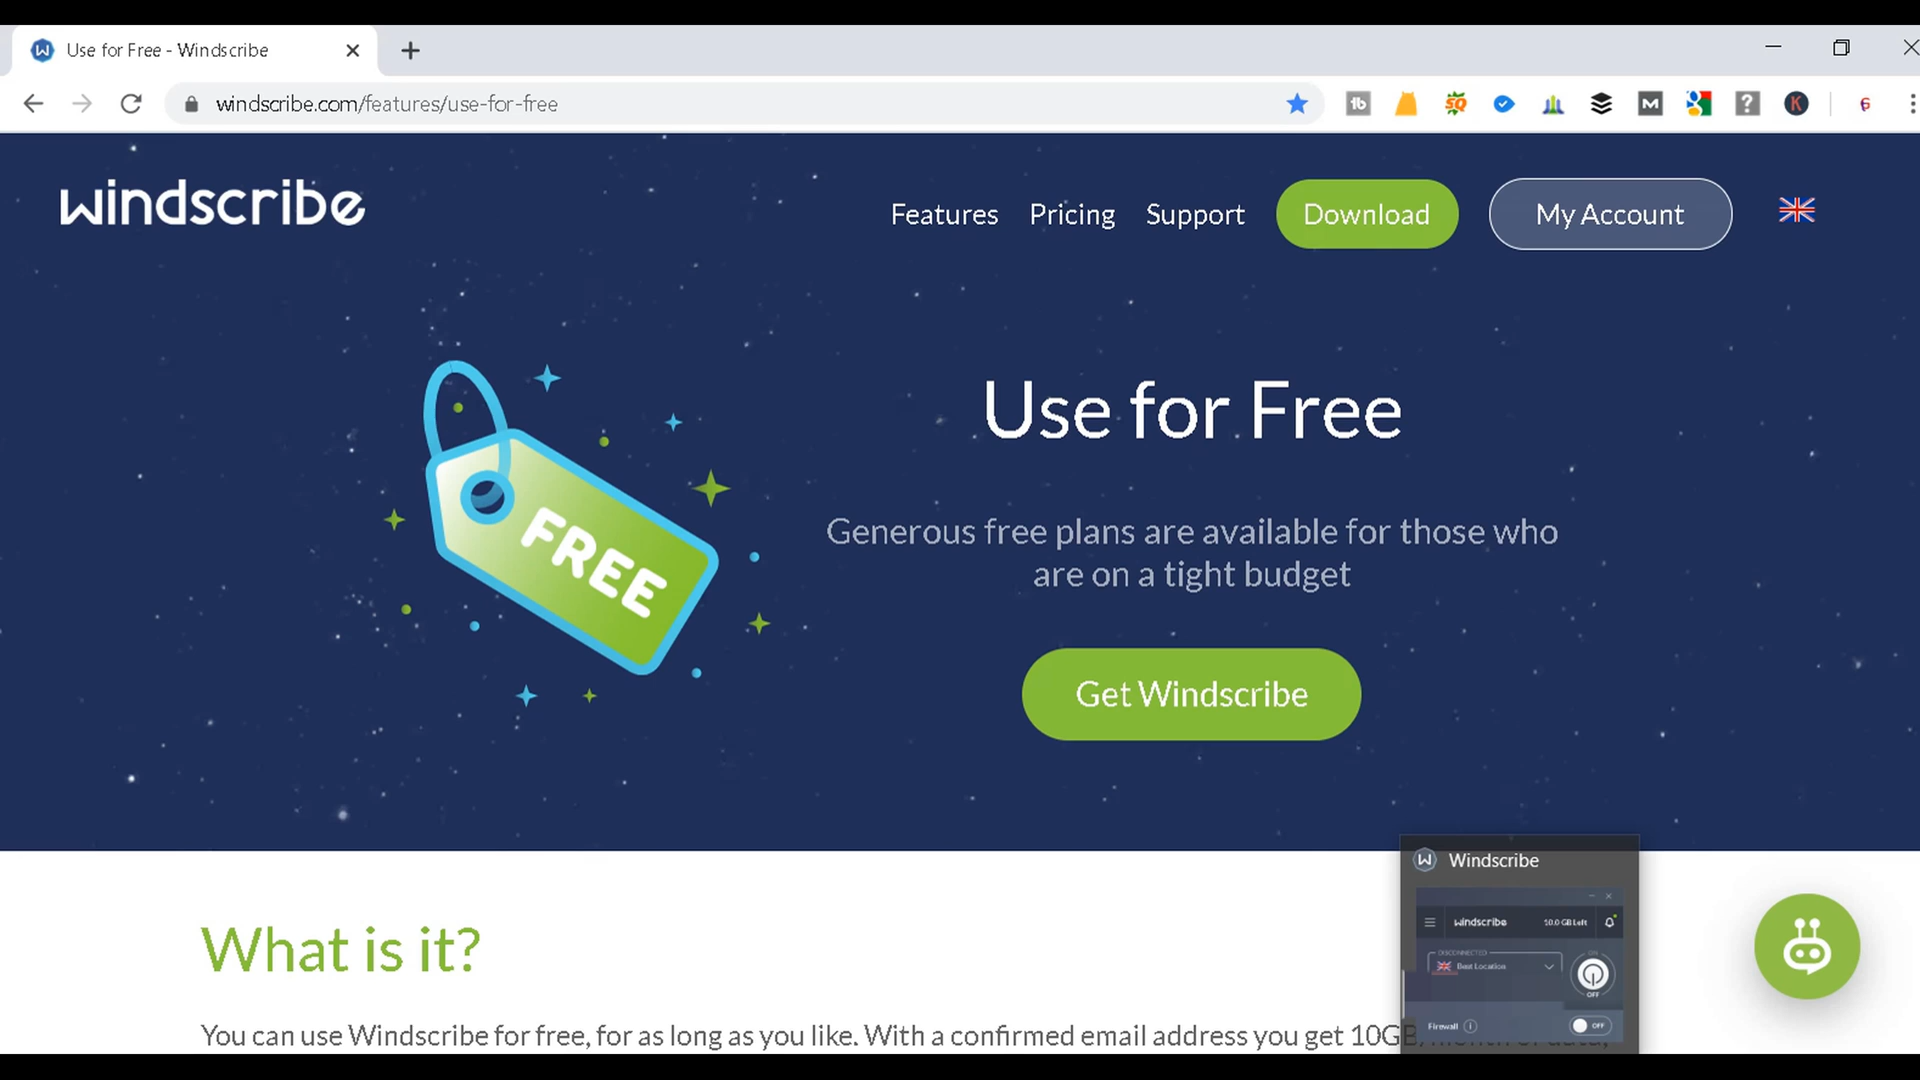 Use for Free - Windscribe
windscribe.com/features/use-for-free
windscribe
Features Pricing Support Download My Account
FREE
Use for Free
Generous free plans are available for those who
are on a tight budget
Get Windscribe
What is it?
You can use Windscribe for free, for as long as you like. With a confirmed email address you get 10GB
Windscribe
windscribe 10.0 GB Left
DISCONNECTED
Best Location
OFF
Firewall OFF